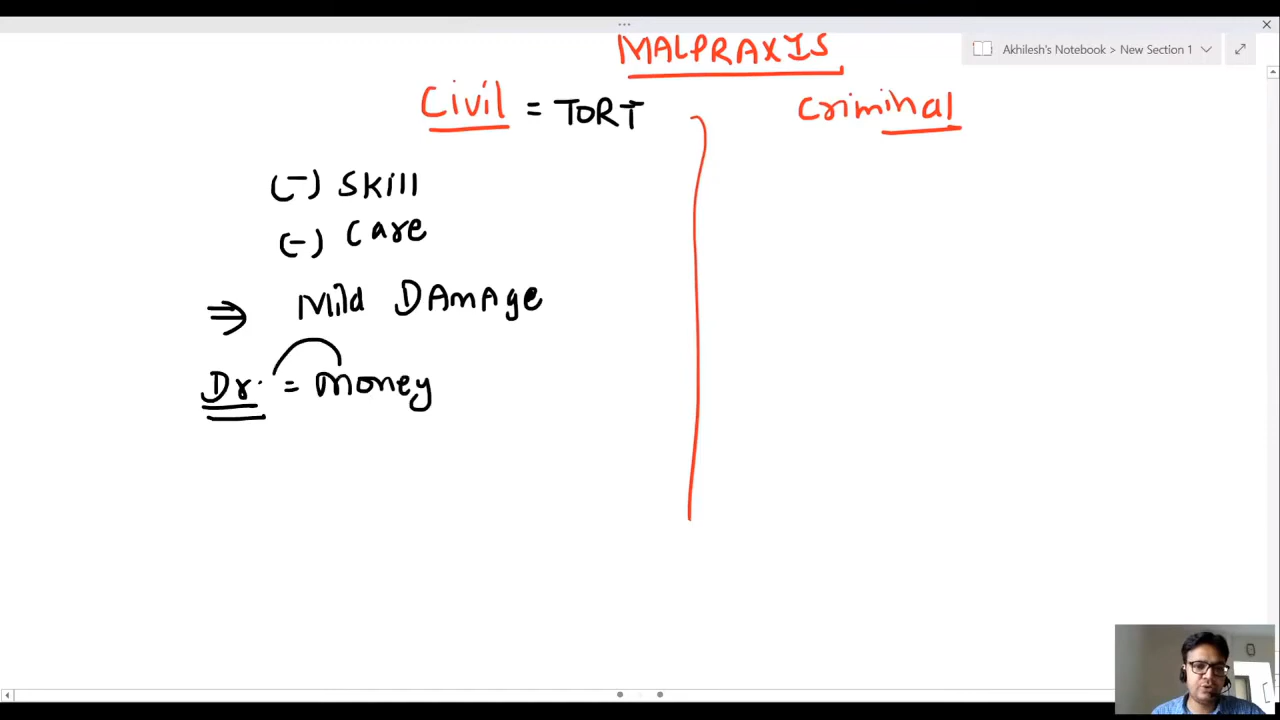 MALPRAXIS
Akhilesh's Notebook > New Section 1
Civil = TORT
Criminal
(-) Skill
(-) Care
⇒ Mild DAmAge
Dr. = Money